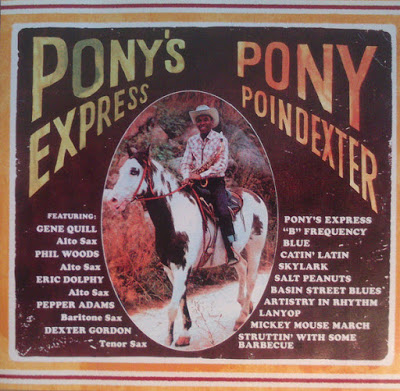 PONY'S
EXPRESS
PONY
POINDEXTER
FEATURING:
GENE QUILL
Alto Sax
PHIL WOODS
Alto Sax
ERIC DOLPHY
Alto Sax
PEPPER ADAMS
Baritone Sax
DEXTER GORDON
Tenor Sax
PONY'S EXPRESS
"B" FREQUENCY
BLUE
CATIN' LATIN
SKYLARK
SALT PEANUTS
BASIN STREET BLUES
ARTISTRY IN RHYTHM
LANYOP
MICKEY MOUSE MARCH
STRUTTIN' WITH SOME
BARBECUE